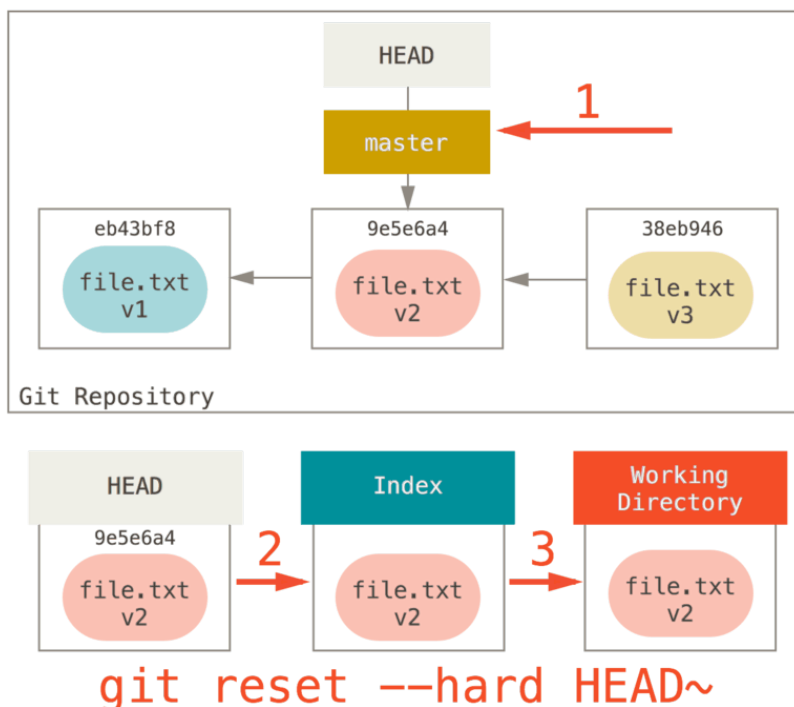 HEAD
1
master
eb43bf8
9e5e6a4
38eb946
file.txt
v1
file.txt
v2
file.txt
v3
Git Repository
HEAD
Index
Working
Directory
9e5e6a4
2
3
file.txt
v2
file.txt
v2
file.txt
v2
git reset --hard HEAD~